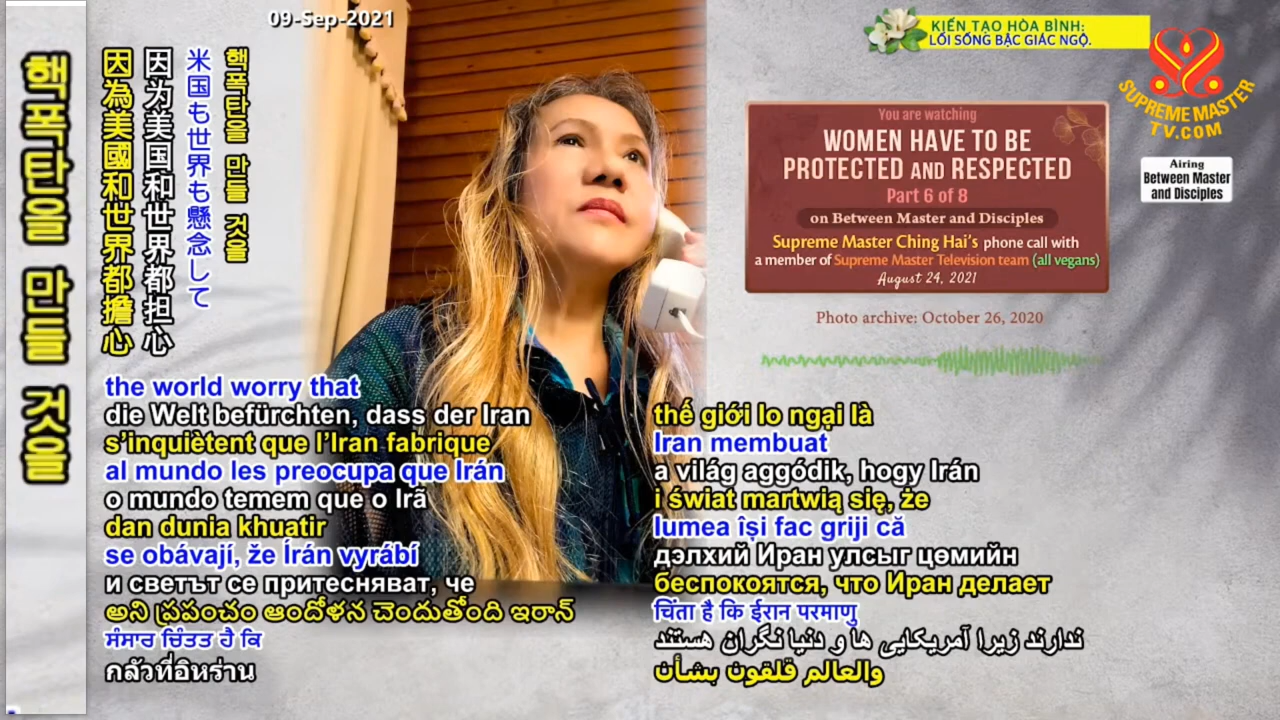 09-Sep-2021
핵폭탄을 만들 것을
因為美國和世界都擔心
因为美国和世界都担心
米国も世界も懸念して
핵폭탄을 만들 것을
KIẾN TẠO HÒA BÌNH:
LỐI SỐNG BẬC GIÁC NGỘ.
SUPREME MASTER
TV.COM
Airing
Between Master
and Disciples
You are watching
WOMEN HAVE TO BE
PROTECTED AND RESPECTED
Part 6 of 8
on Between Master and Disciples
Supreme Master Ching Hai's phone call with
a member of Supreme Master Television team (all vegans)
August 24, 2021
Photo archive: October 26, 2020
the world worry that
die Welt befürchten, dass der Iran
s'inquiètent que l'Iran fabrique
al mundo les preocupa que Irán
o mundo temem que o Irã
dan dunia khuatir
se obávají, že Írán vyrábí
и светът се притесняват, че
అని ప్రపంచం ఆందోళన చెందుతోంది ఇరాన్
ਸੰਸਾਰ ਚਿੰਤਤ ਹੈ ਕਿ
กลัวที่อิหร่าน
thế giới lo ngại là
Iran membuat
a világ aggódik, hogy Irán
i świat martwią się, że
lumea își fac griji că
дэлхий Иран улсыг цөмийн
беспокоятся, что Иран делает
चिंता है कि ईरान परमाणु
ندارند زیرا آمریکایی ها و دنیا نگران هستند
والعالم قلقون بشأن